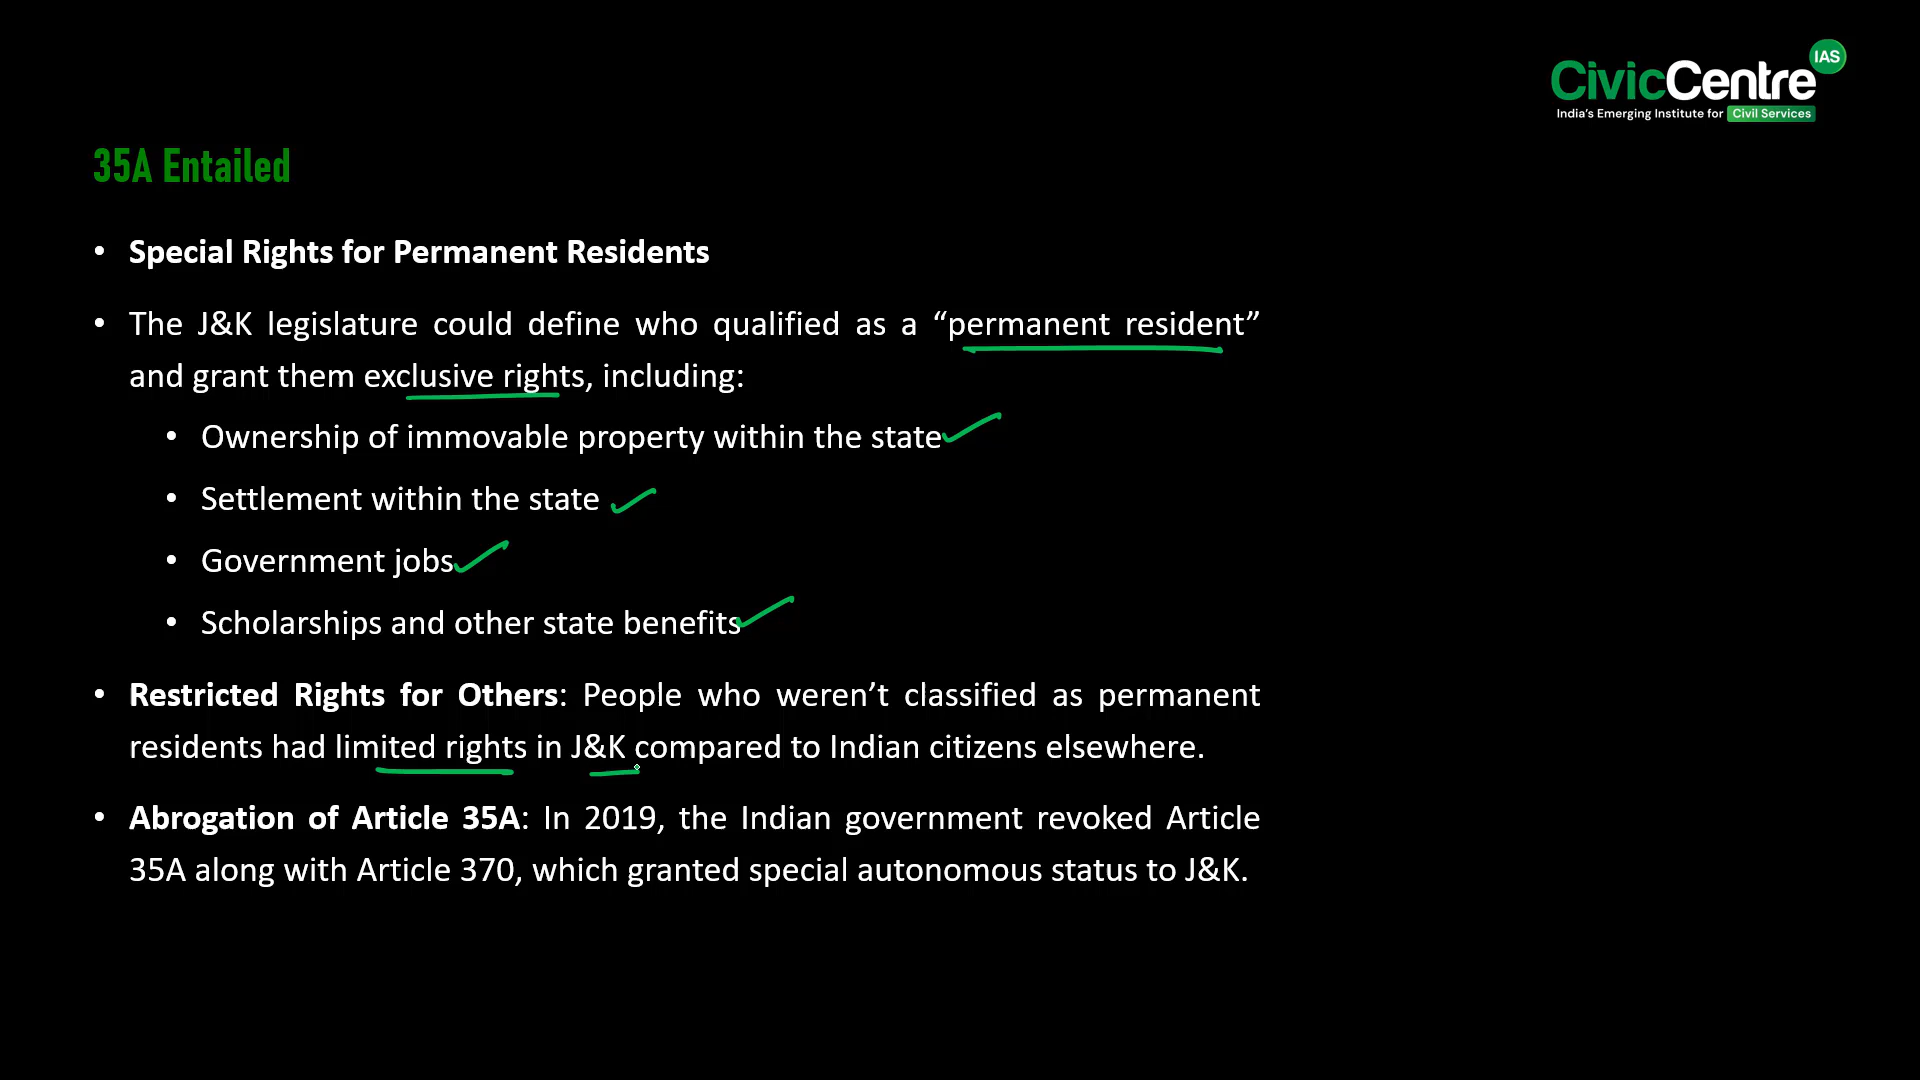 CivicCentre IAS
India's Emerging Institute for Civil Services
35A Entailed
• Special Rights for Permanent Residents
• The J&K legislature could define who qualified as a “permanent resident”
and grant them exclusive rights, including:
• Ownership of immovable property within the state
• Settlement within the state
• Government jobs
• Scholarships and other state benefits
• Restricted Rights for Others: People who weren’t classified as permanent
residents had limited rights in J&K compared to Indian citizens elsewhere.
• Abrogation of Article 35A: In 2019, the Indian government revoked Article
35A along with Article 370, which granted special autonomous status to J&K.